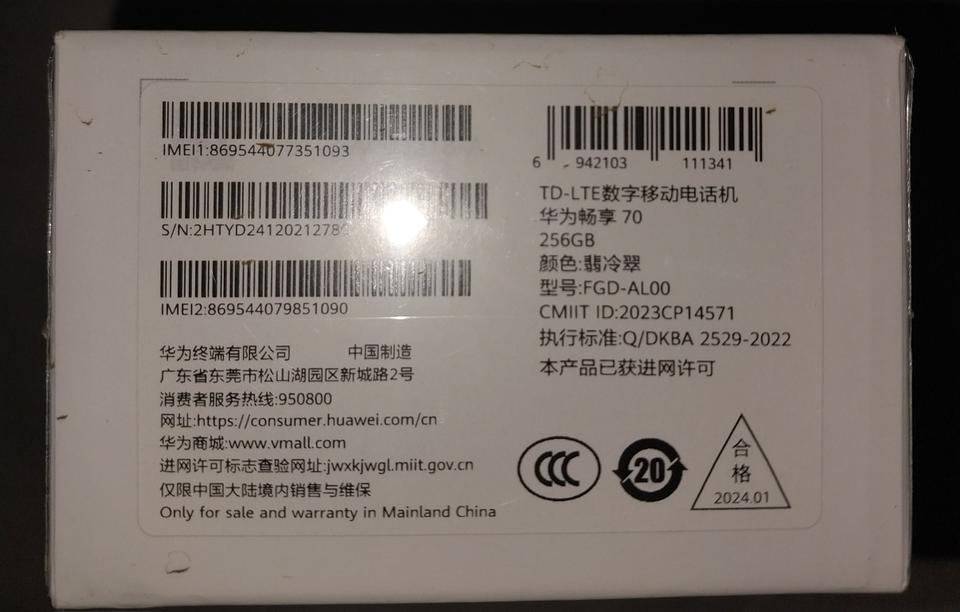 IMEI1:869544077351093
S/N:2HTYD2412021278
IMEI2:869544079851090
华为终端有限公司 中国制造
广东省东莞市松山湖园区新城路2号
消费者服务热线:950800
网址:https://consumer.huawei.com/cn
华为商城:www.vmall.com
进网许可标志查验网址:jwxkjwgl.miit.gov.cn
仅限中国大陆境内销售与维保
Only for sale and warranty in Mainland China
6 942103 111341
TD-LTE数字移动电话机
华为畅享 70
256GB
颜色:翡冷翠
型号:FGD-AL00
CMIIT ID:2023CP14571
执行标准:Q/DKBA 2529-2022
本产品已获进网许可
CCC
20
合
格
2024.01